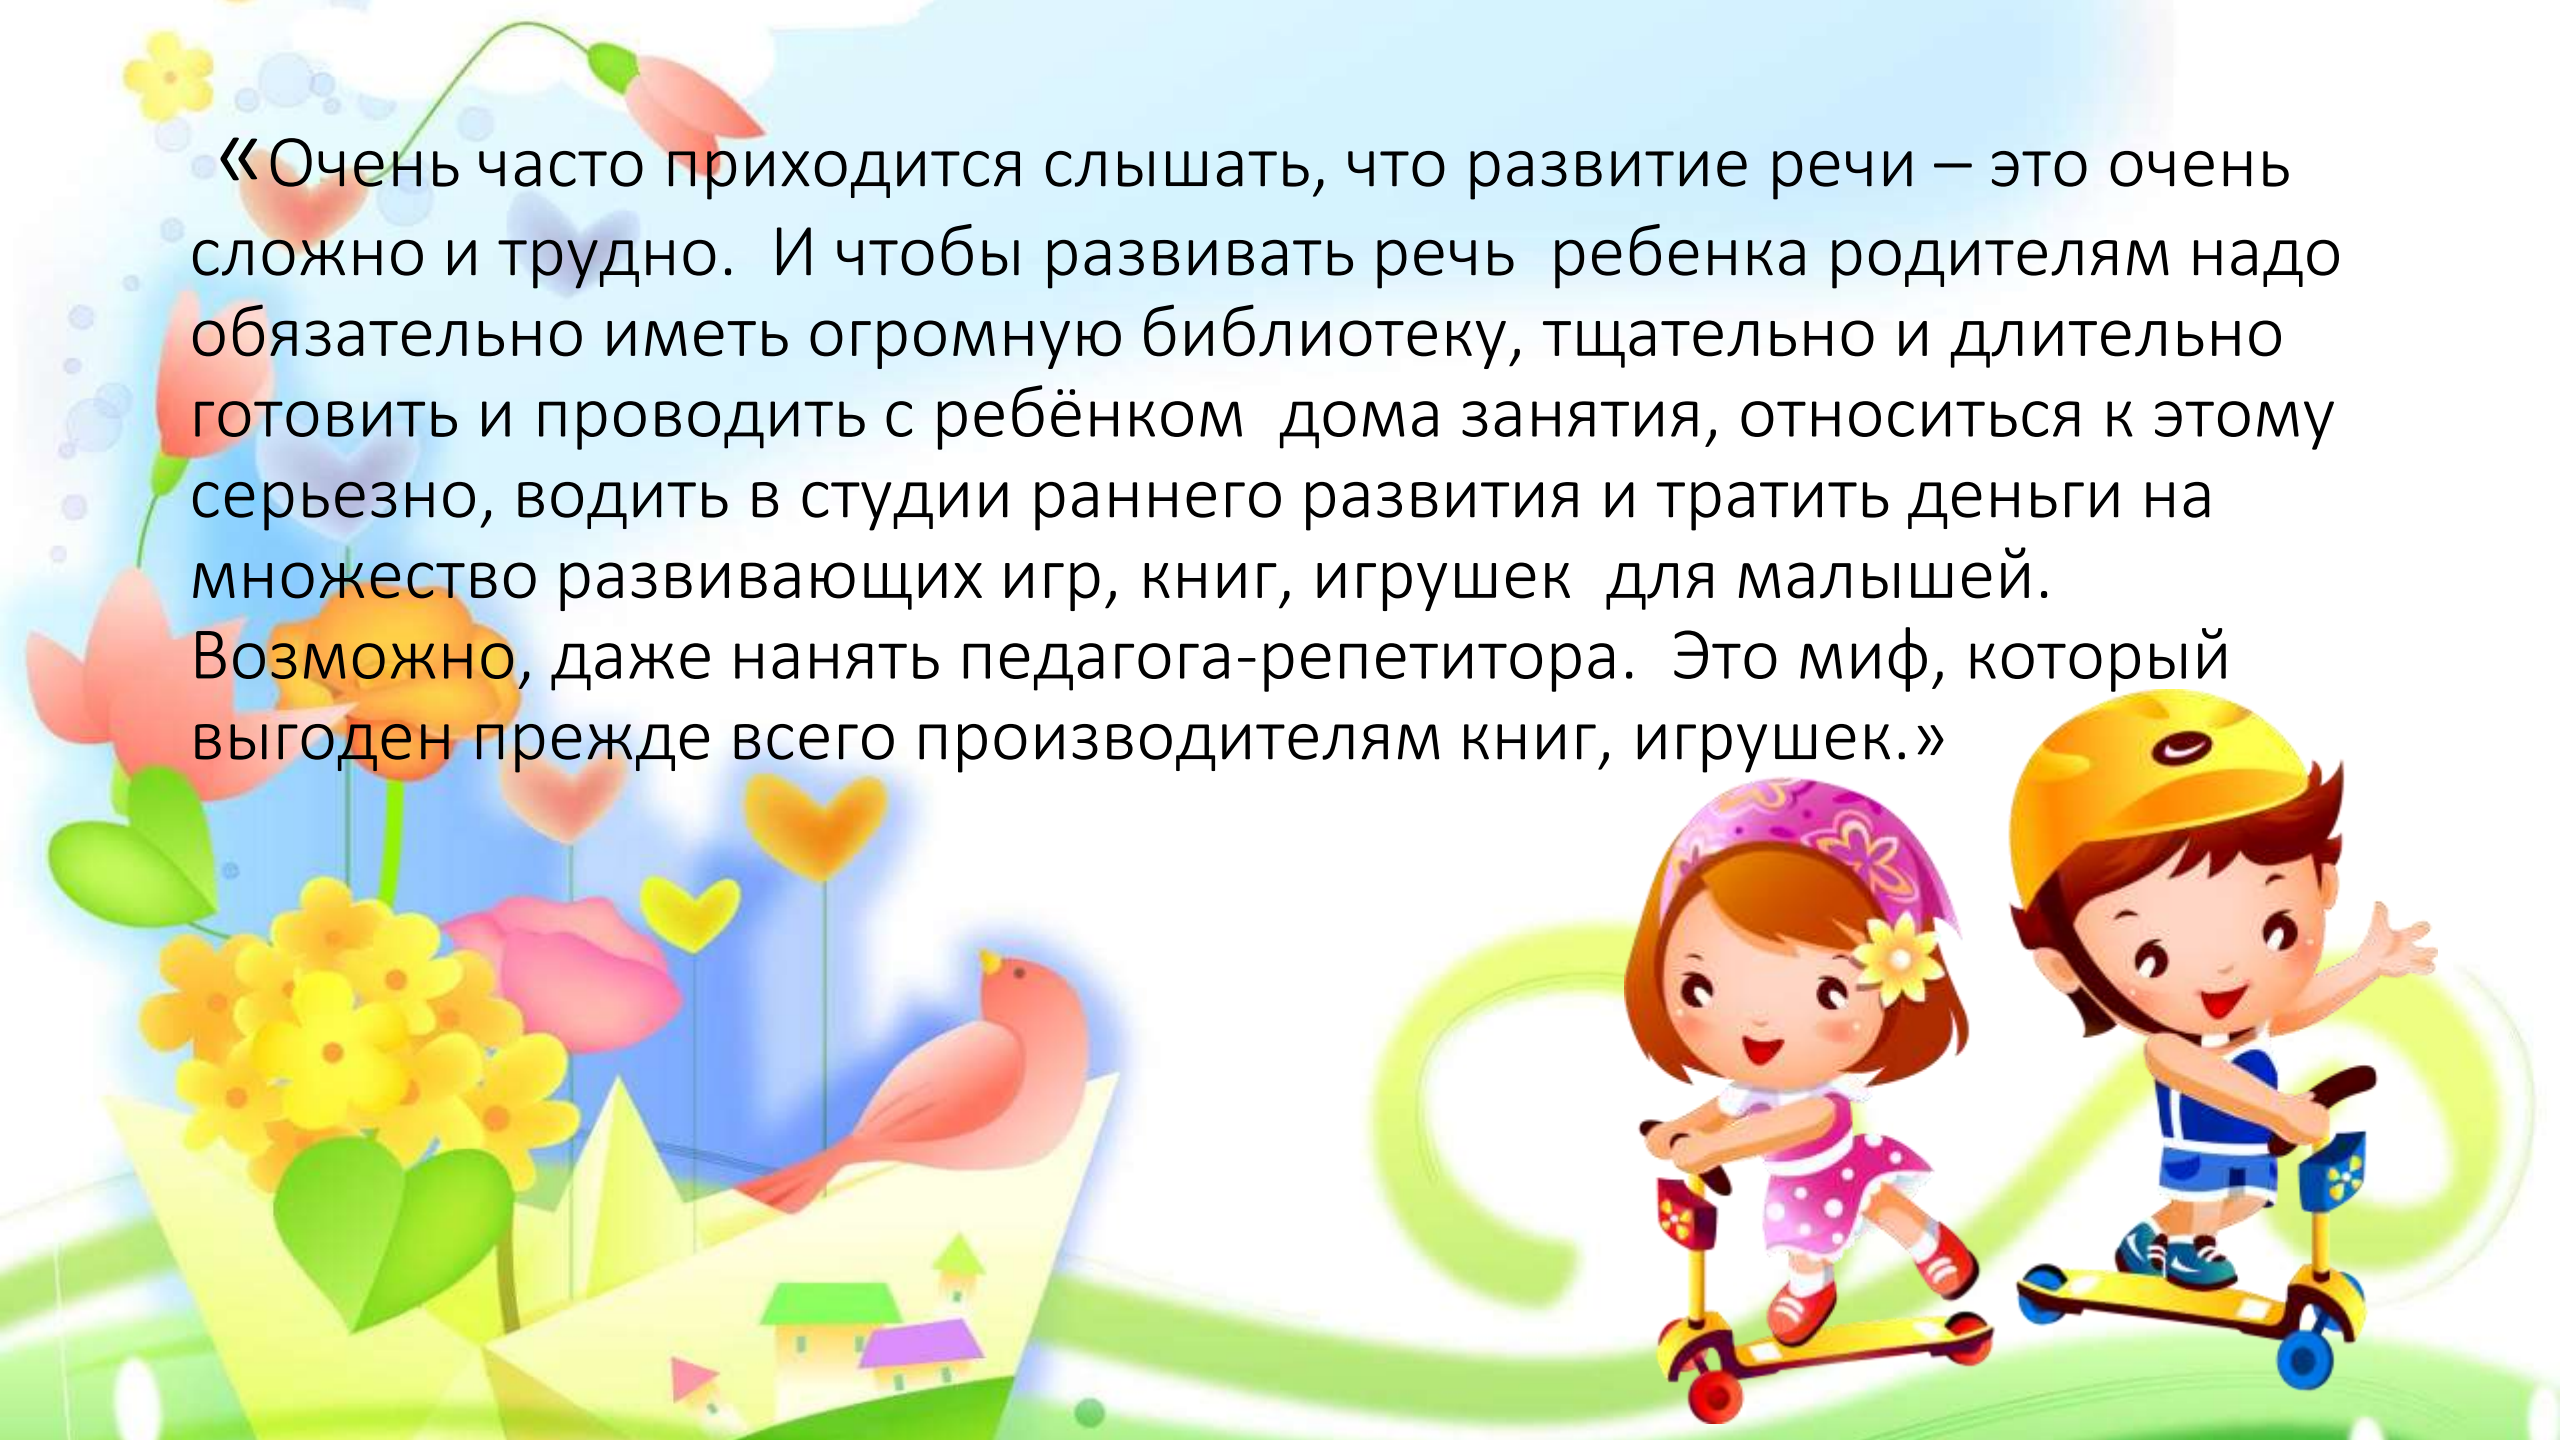 «Очень часто приходится слышать, что развитие речи – это очень
сложно и трудно.  И чтобы развивать речь  ребенка родителям надо
обязательно иметь огромную библиотеку, тщательно и длительно
готовить и проводить с ребёнком  дома занятия, относиться к этому
серьезно, водить в студии раннего развития и тратить деньги на
множество развивающих игр, книг, игрушек  для малышей.
Возможно, даже нанять педагога-репетитора.  Это миф, который
выгоден прежде всего производителям книг, игрушек.»